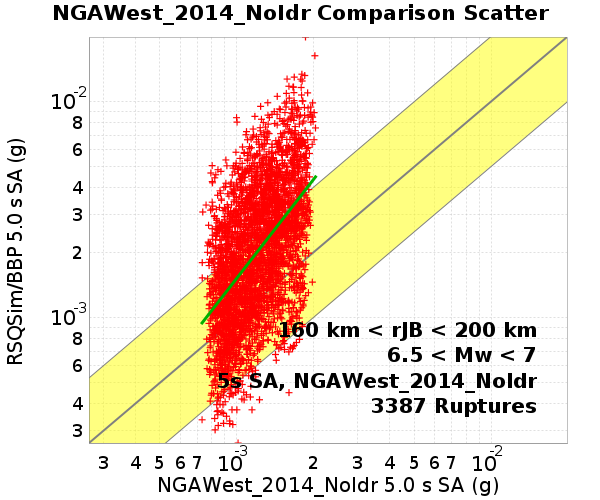 NGAWest_2014_NoIdr Comparison Scatter
RSQSim/BBP 5.0 s SA (g)
10-2
8
6
4
3
2
10-3
8
6
4
3
160 km < rJB < 200 km
6.5 < Mw < 7
5s SA, NGAWest_2014_NoIdr
3387 Ruptures
3 4 5 6 7 10-3 2 3 4 5 6 7 10-2
NGAWest_2014_NoIdr 5.0 s SA (g)